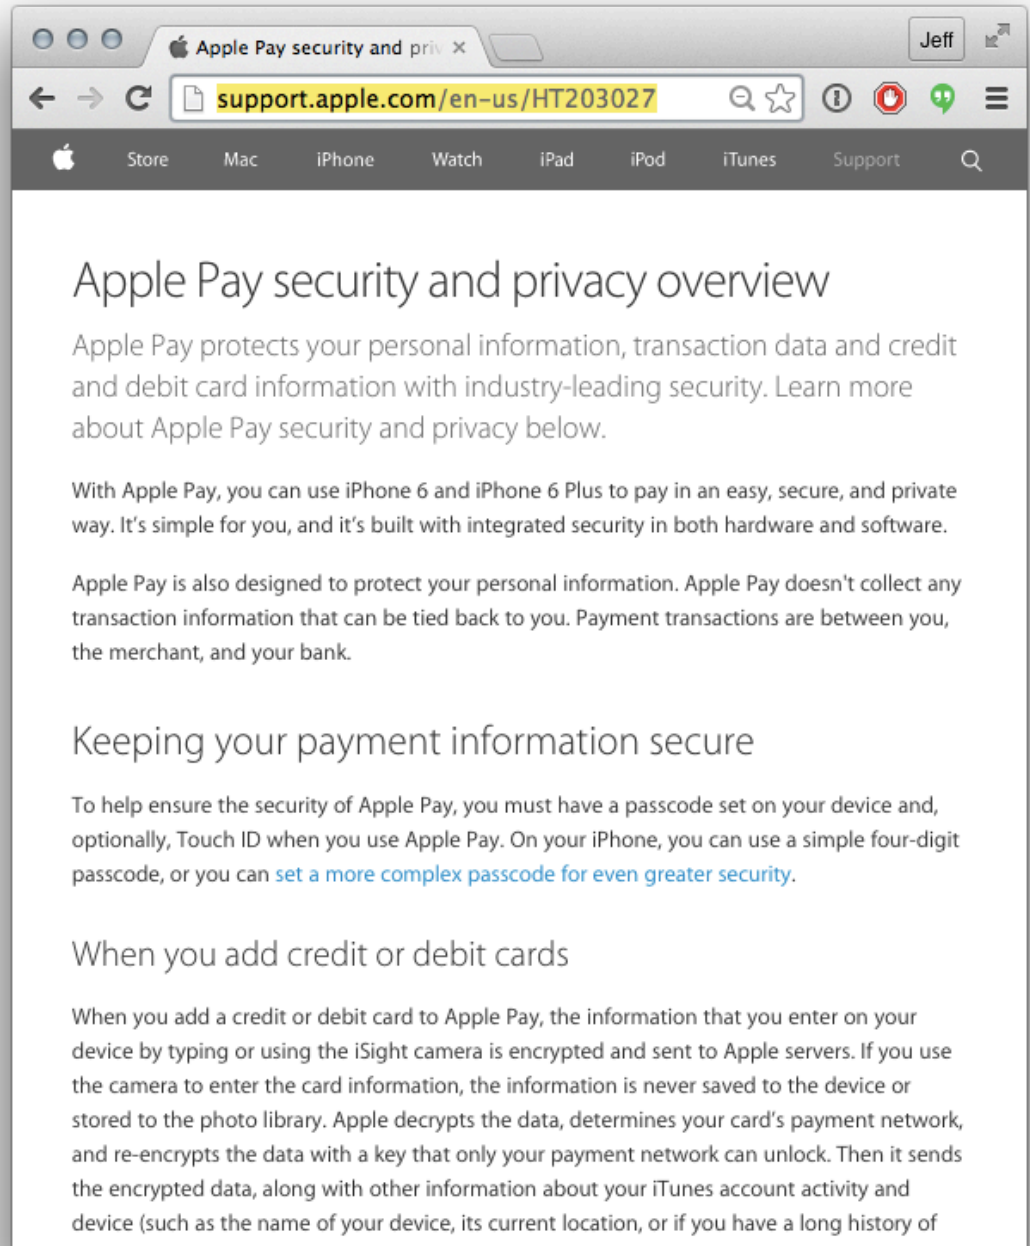 Apple Pay security and priv
Jeff
support.apple.com/en-us/HT203027
Store Mac iPhone Watch iPad iPod iTunes Support
Apple Pay security and privacy overview
Apple Pay protects your personal information, transaction data and credit
and debit card information with industry-leading security. Learn more
about Apple Pay security and privacy below.
With Apple Pay, you can use iPhone 6 and iPhone 6 Plus to pay in an easy, secure, and private
way. It's simple for you, and it's built with integrated security in both hardware and software.
Apple Pay is also designed to protect your personal information. Apple Pay doesn't collect any
transaction information that can be tied back to you. Payment transactions are between you,
the merchant, and your bank.
Keeping your payment information secure
To help ensure the security of Apple Pay, you must have a passcode set on your device and,
optionally, Touch ID when you use Apple Pay. On your iPhone, you can use a simple four-digit
passcode, or you can set a more complex passcode for even greater security.
When you add credit or debit cards
When you add a credit or debit card to Apple Pay, the information that you enter on your
device by typing or using the iSight camera is encrypted and sent to Apple servers. If you use
the camera to enter the card information, the information is never saved to the device or
stored to the photo library. Apple decrypts the data, determines your card's payment network,
and re-encrypts the data with a key that only your payment network can unlock. Then it sends
the encrypted data, along with other information about your iTunes account activity and
device (such as the name of your device, its current location, or if you have a long history of